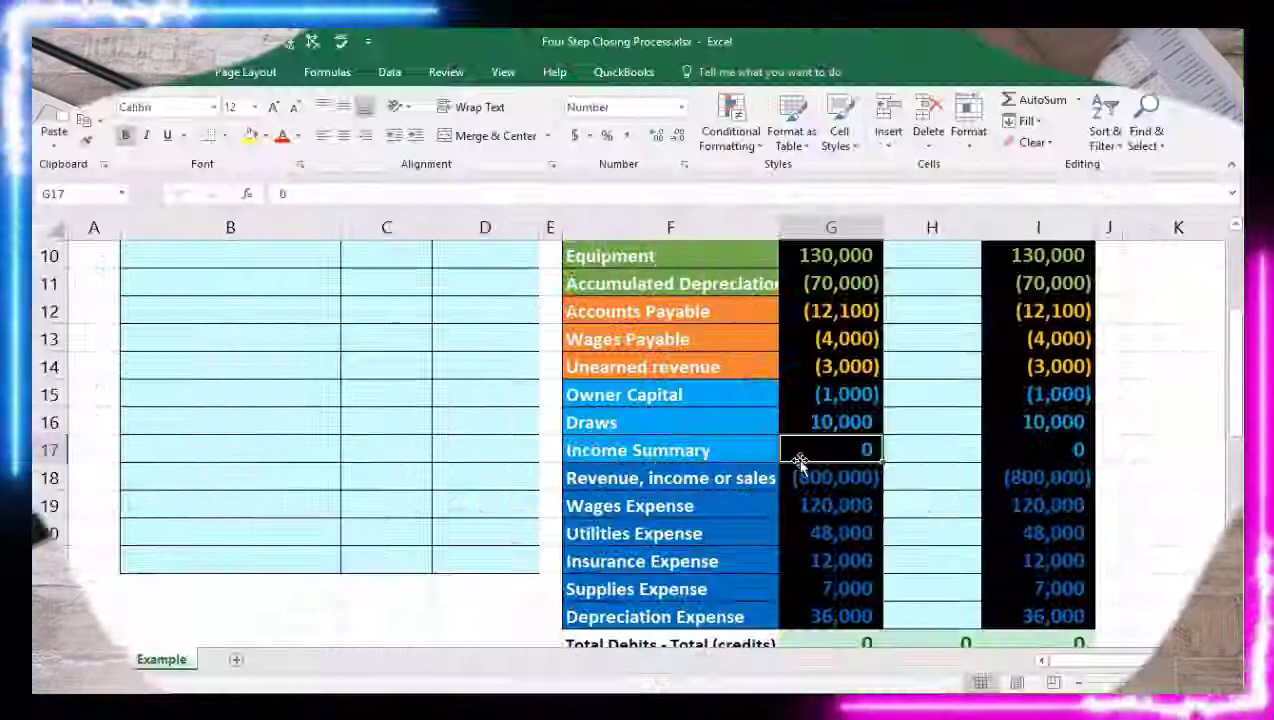 Four Step Closing Process.xlsx - Excel
Page Layout Formulas Data Review View Help QuickBooks Tell me what you want to do
Calibri 12 A A Wrap Text Number AutoSum
Paste B I U A Merge & Center $ % Conditional Formatting Format as Table Cell Styles Insert Delete Format Fill Clear Sort & Filter Find & Select
Clipboard Font Alignment Number Styles Cells Editing
G17 fx 0
A B C D E F G H I J K
10 Equipment 130,000 130,000
11 Accumulated Depreciation (70,000) (70,000)
12 Accounts Payable (12,100) (12,100)
13 Wages Payable (4,000) (4,000)
14 Unearned revenue (3,000) (3,000)
15 Owner Capital (1,000) (1,000)
16 Draws 10,000 10,000
17 Income Summary 0 0
18 Revenue, income or sales (800,000) (800,000)
19 Wages Expense 120,000 120,000
Utilities Expense 48,000 48,000
Insurance Expense 12,000 12,000
Supplies Expense 7,000 7,000
Depreciation Expense 36,000 36,000
Total Debits - Total (credits) 0 0 0
Example